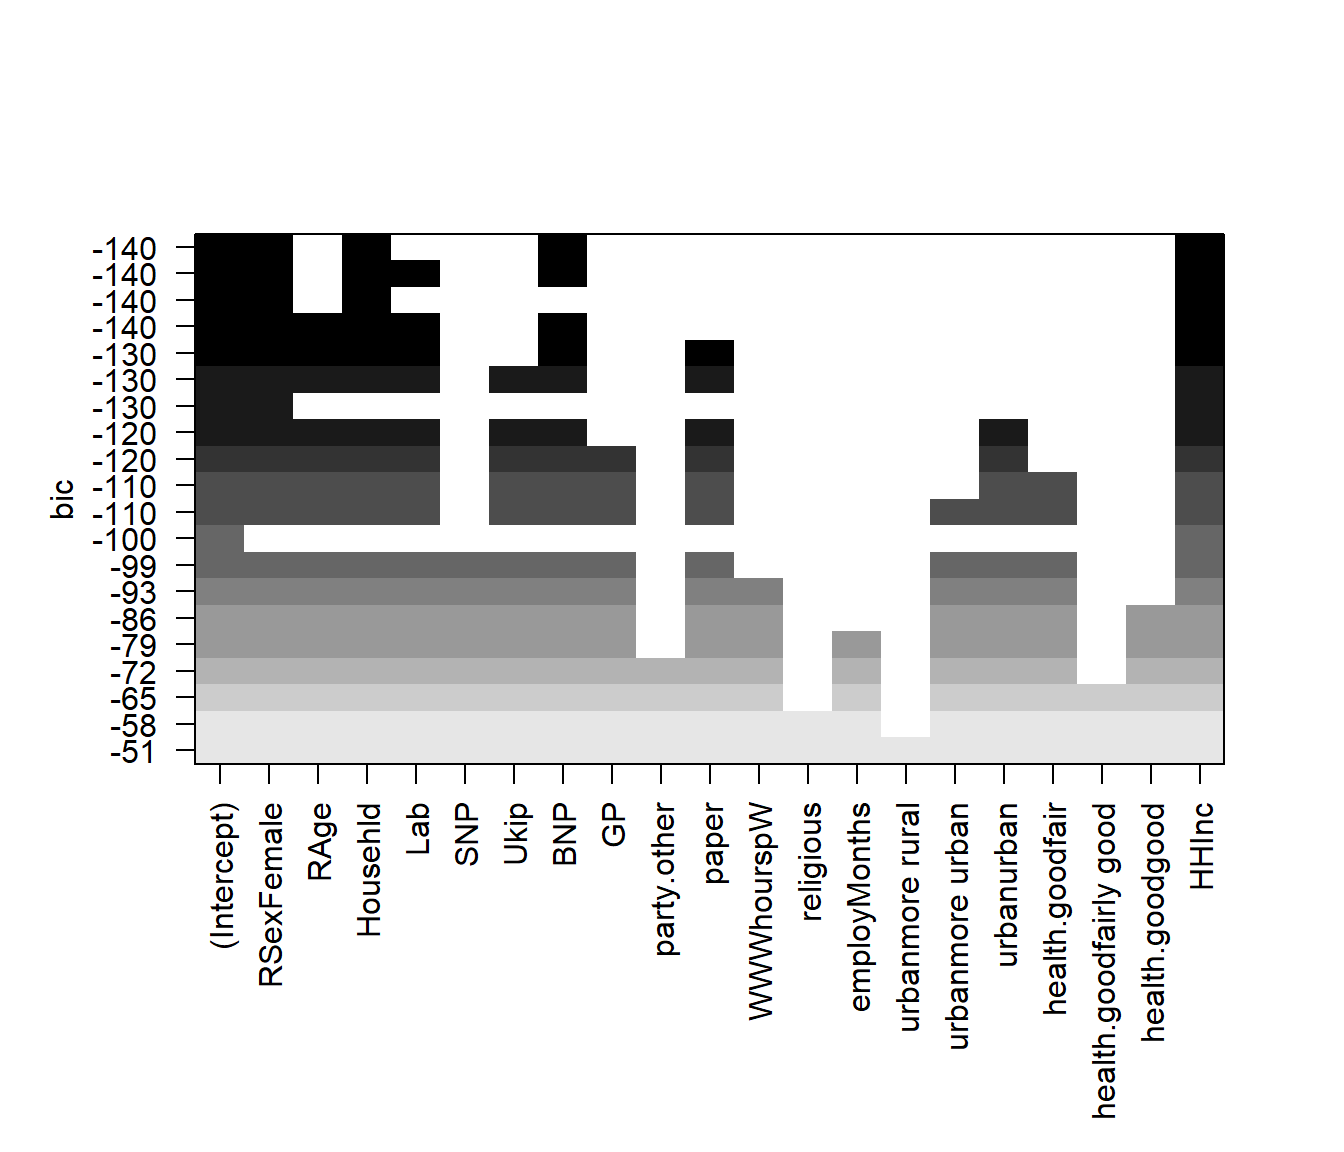 bic
-140
-140
-140
-140
-130
-130
-130
-120
-120
-110
-110
-100
-99
-93
-86
-79
-72
-65
-58
-51
(Intercept)
RSexFemale
RAge
Househld
Lab
SNP
Ukip
BNP
GP
party.other
paper
WWWhourspW
religious
employMonths
urbanmore rural
urbanmore urban
urbanurban
health.goodfair
health.goodfairly good
health.goodgood
HHInc